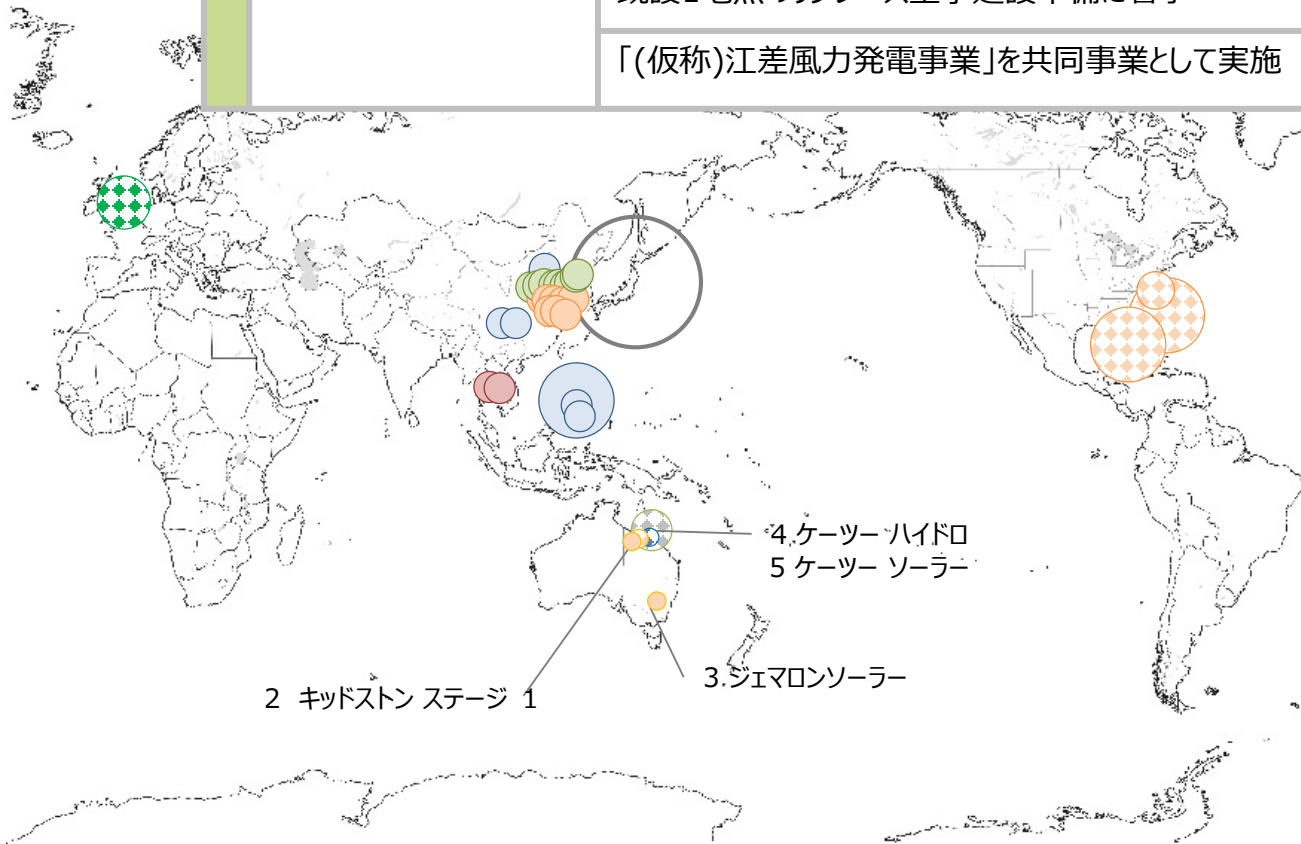 「(仮称)江差風力発電事業」を共同事業として実施
4.ケーツー ハイドロ
5 ケーツー ソーラー
3.ジェマロンソーラー
2 キッドストン ステージ 1